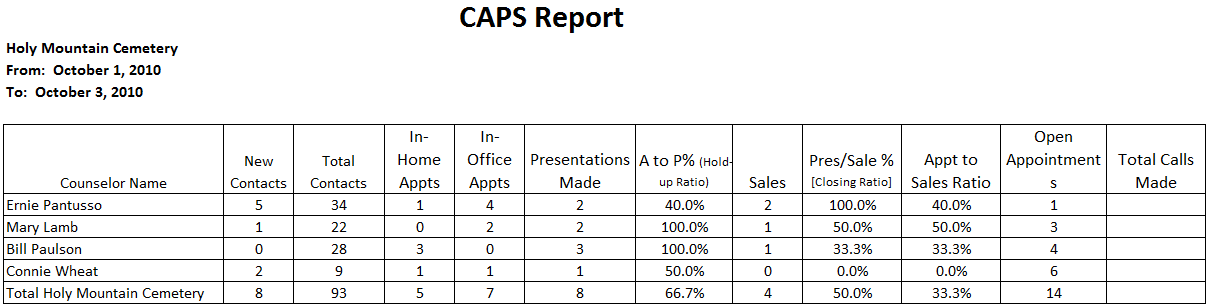 CAPS Report
Holy Mountain Cemetery
From:  October 1, 2010
To:  October 3, 2010
Counselor Name
New
Contacts
Total
Contacts
In-
Home
Appts
In-
Office
Appts
Presentations
Made
A to P% (Hold-
up Ratio)
Sales
Pres/Sale %
[Closing Ratio]
Appt to
Sales Ratio
Open
Appointment
s
Total Calls
Made
Ernie Pantusso 5 34 1 4 2 40.0% 2 100.0% 40.0% 1
Mary Lamb 1 22 0 2 2 100.0% 1 50.0% 50.0% 3
Bill Paulson 0 28 3 0 3 100.0% 1 33.3% 33.3% 4
Connie Wheat 2 9 1 1 1 50.0% 0 0.0% 0.0% 6
Total Holy Mountain Cemetery 8 93 5 7 8 66.7% 4 50.0% 33.3% 14